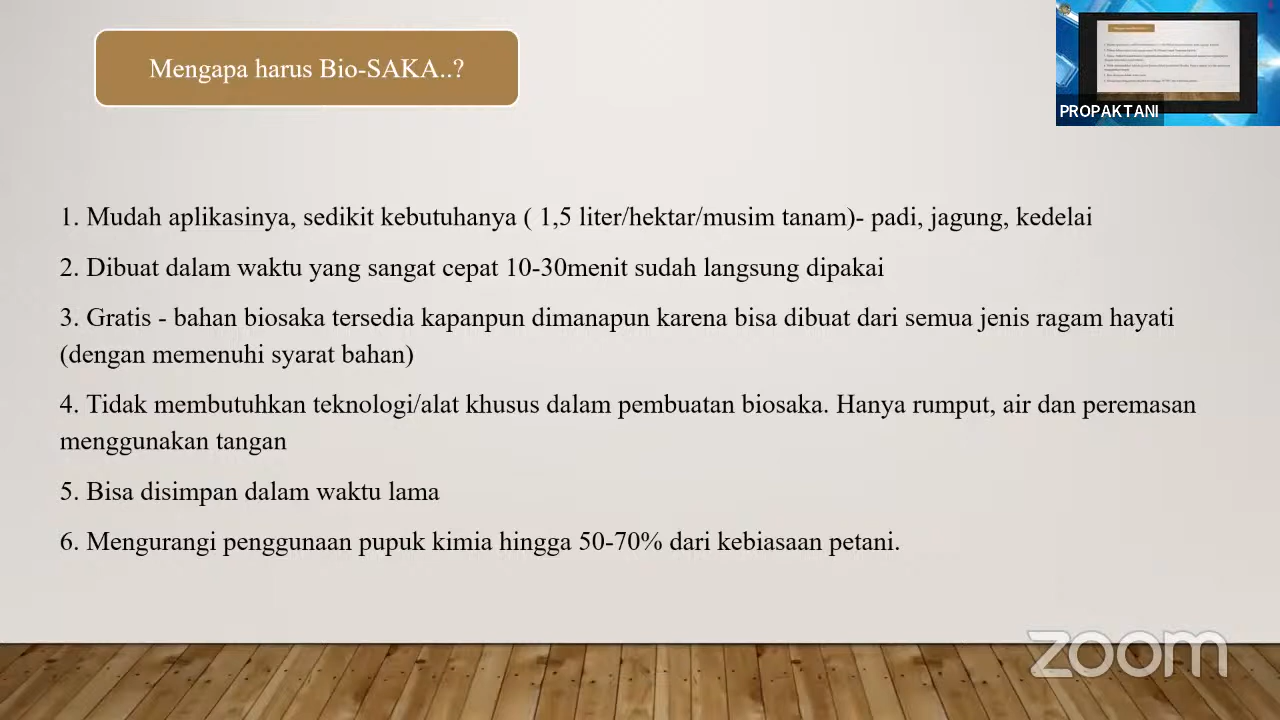 Mengapa harus Bio-SAKA..?
PROPAKTANI
1. Mudah aplikasinya, sedikit kebutuhanya ( 1,5 liter/hektar/musim tanam)- padi, jagung, kedelai
2. Dibuat dalam waktu yang sangat cepat 10-30menit sudah langsung dipakai
3. Gratis - bahan biosaka tersedia kapanpun dimanapun karena bisa dibuat dari semua jenis ragam hayati
(dengan memenuhi syarat bahan)
4. Tidak membutuhkan teknologi/alat khusus dalam pembuatan biosaka. Hanya rumput, air dan peremasan
menggunakan tangan
5. Bisa disimpan dalam waktu lama
6. Mengurangi penggunaan pupuk kimia hingga 50-70% dari kebiasaan petani.
zoom